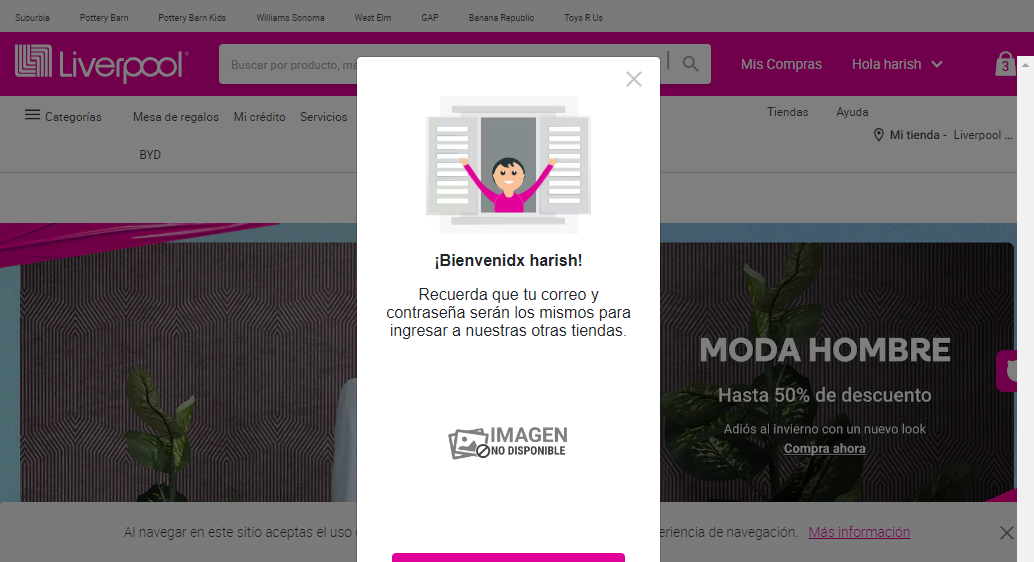 Suburbia Pottery Barn Pottery Barn Kids Williams Sonoma West Elm GAP Banana Republic Toys R Us
Liverpool
Buscar por producto,
Mis Compras Hola harish 3
Categorías Mesa de regalos Mi crédito Servicios Tiendas Ayuda
Mi tienda - Liverpool ...
BYD
¡Bienvenidx harish!
Recuerda que tu correo y
contraseña serán los mismos para
ingresar a nuestras otras tiendas.
IMAGEN
NO DISPONIBLE
MODA HOMBRE
Hasta 50% de descuento
Adiós al invierno con un nuevo look
Compra ahora
Al navegar en este sitio aceptas el uso de navegación. Más información